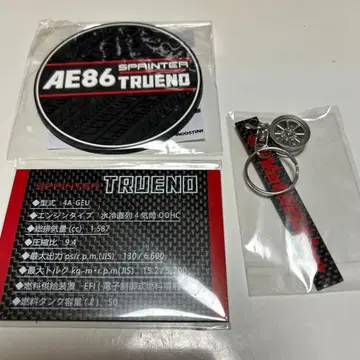 SPRINTER
AE86 TRUENO
DeAGOSTINI
SPRINTER TRUENO
◆型式 4A-GEU
◆エンジンタイプ 水冷直列4気筒DOHC
◆総排気量(cc) 1,587
◆圧縮比 9.4
◆最大出力 ps/r.p.m.(JIS) 130/6,600
◆最大トルク kg-m・r.p.m.(JIS) 15.2/5,200
◆燃料供給装置 EFI(電子制御式燃料噴射
◆燃料タンク容量(ℓ) 50